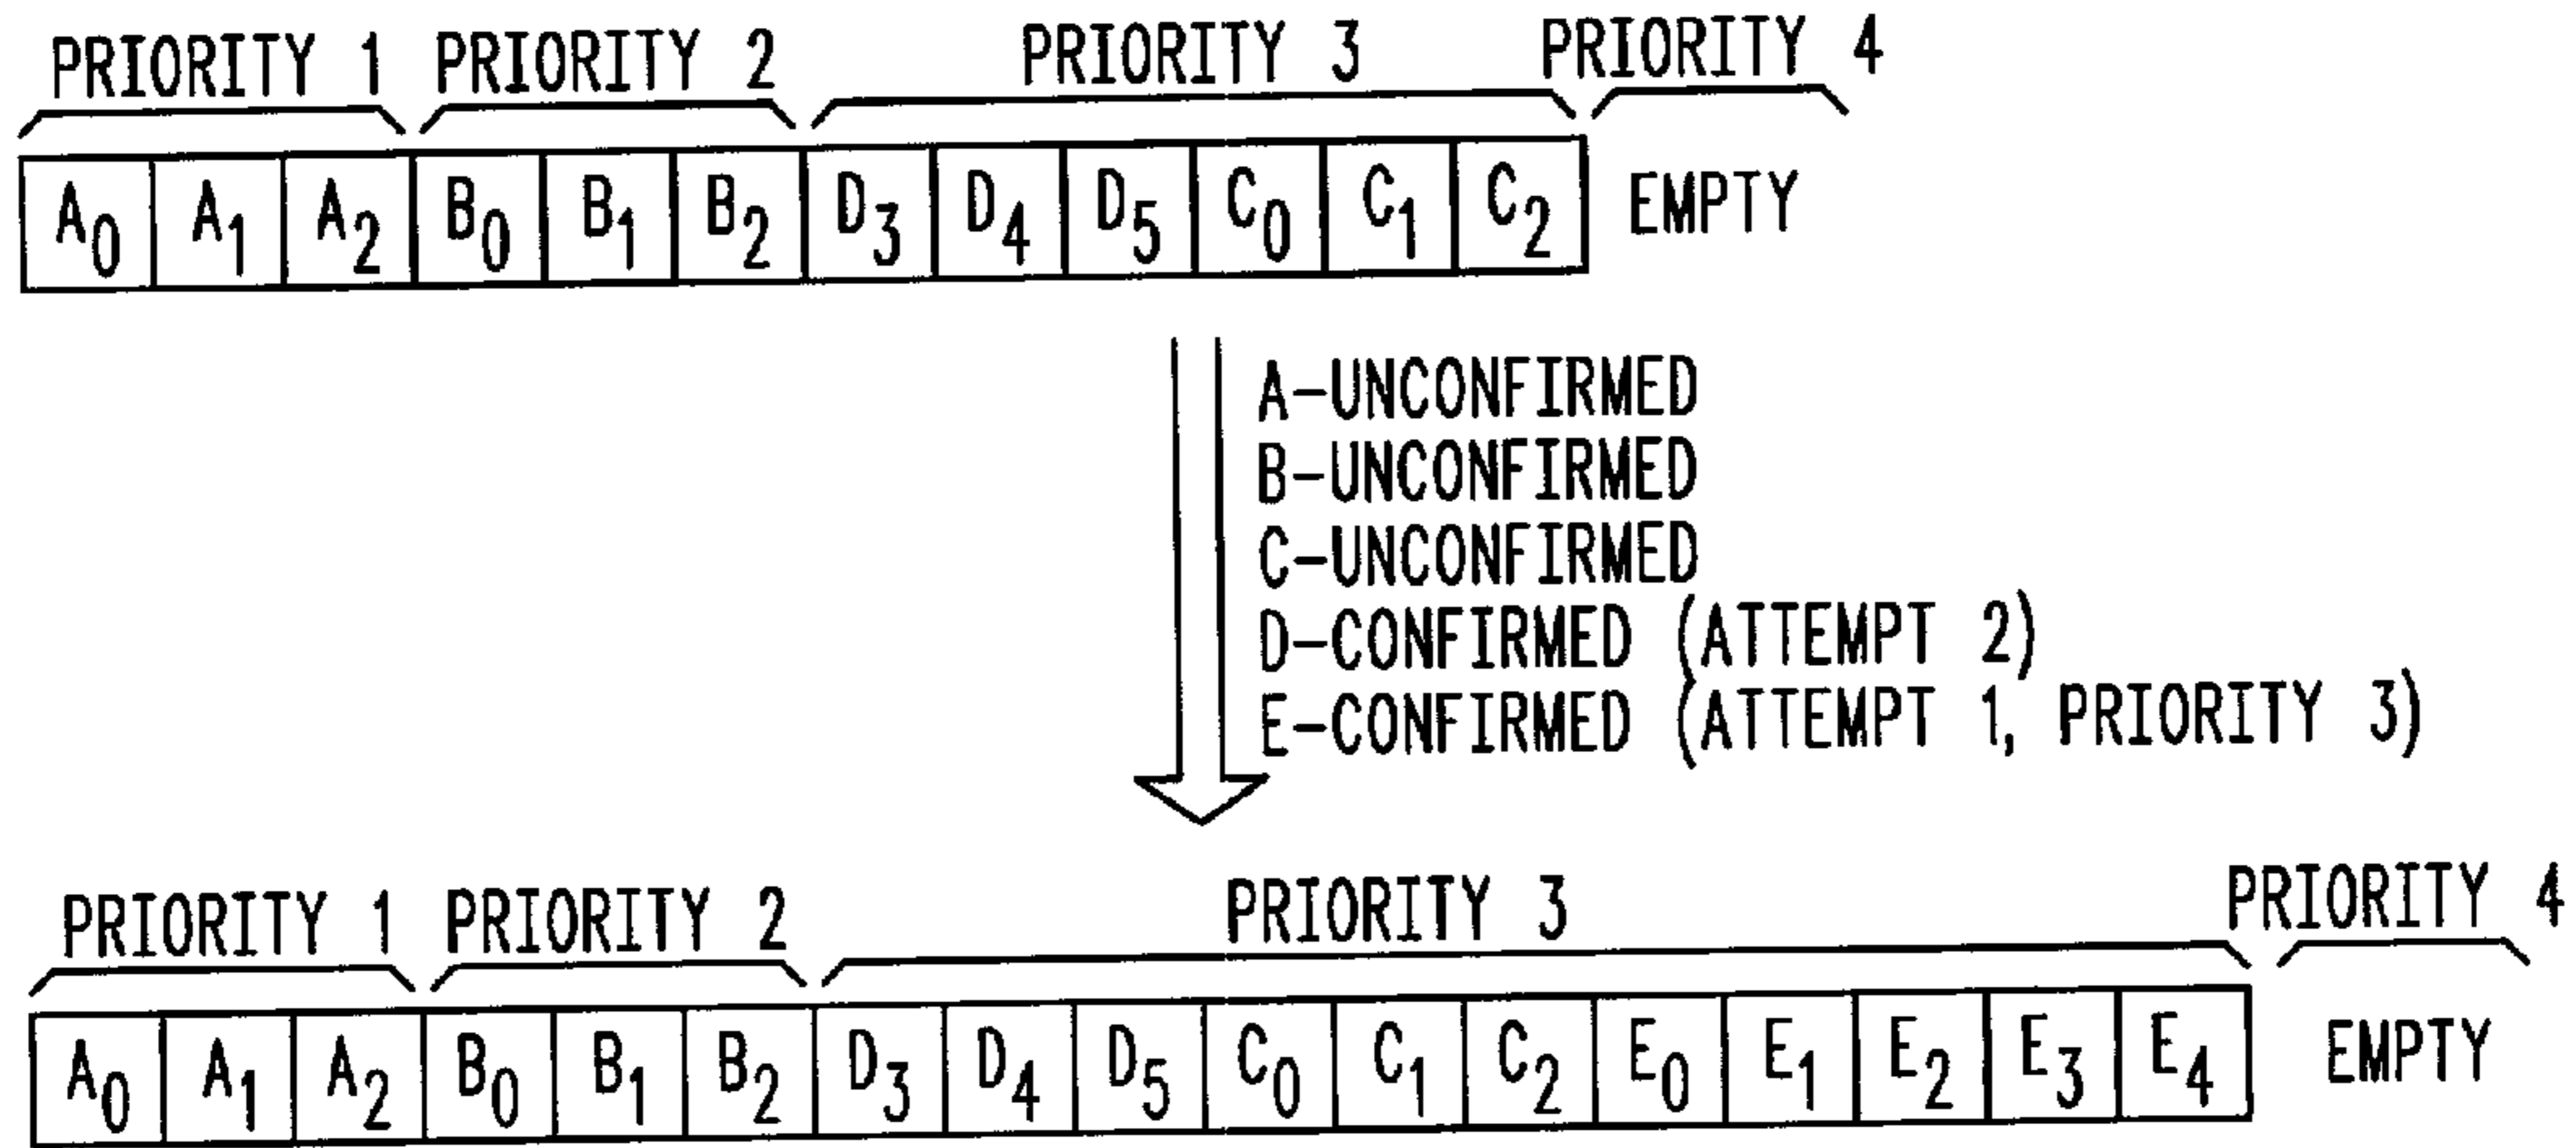 PRIORITY 1 PRIORITY 2 PRIORITY 3 PRIORITY 4
A0 A1 A2 B0 B1 B2 D3 D4 D5 C0 C1 C2 EMPTY
A-UNCONFIRMED
B-UNCONFIRMED
C-UNCONFIRMED
D-CONFIRMED (ATTEMPT 2)
E-CONFIRMED (ATTEMPT 1, PRIORITY 3)
PRIORITY 1 PRIORITY 2 PRIORITY 3 PRIORITY 4
A0 A1 A2 B0 B1 B2 D3 D4 D5 C0 C1 C2 E0 E1 E2 E3 E4 EMPTY